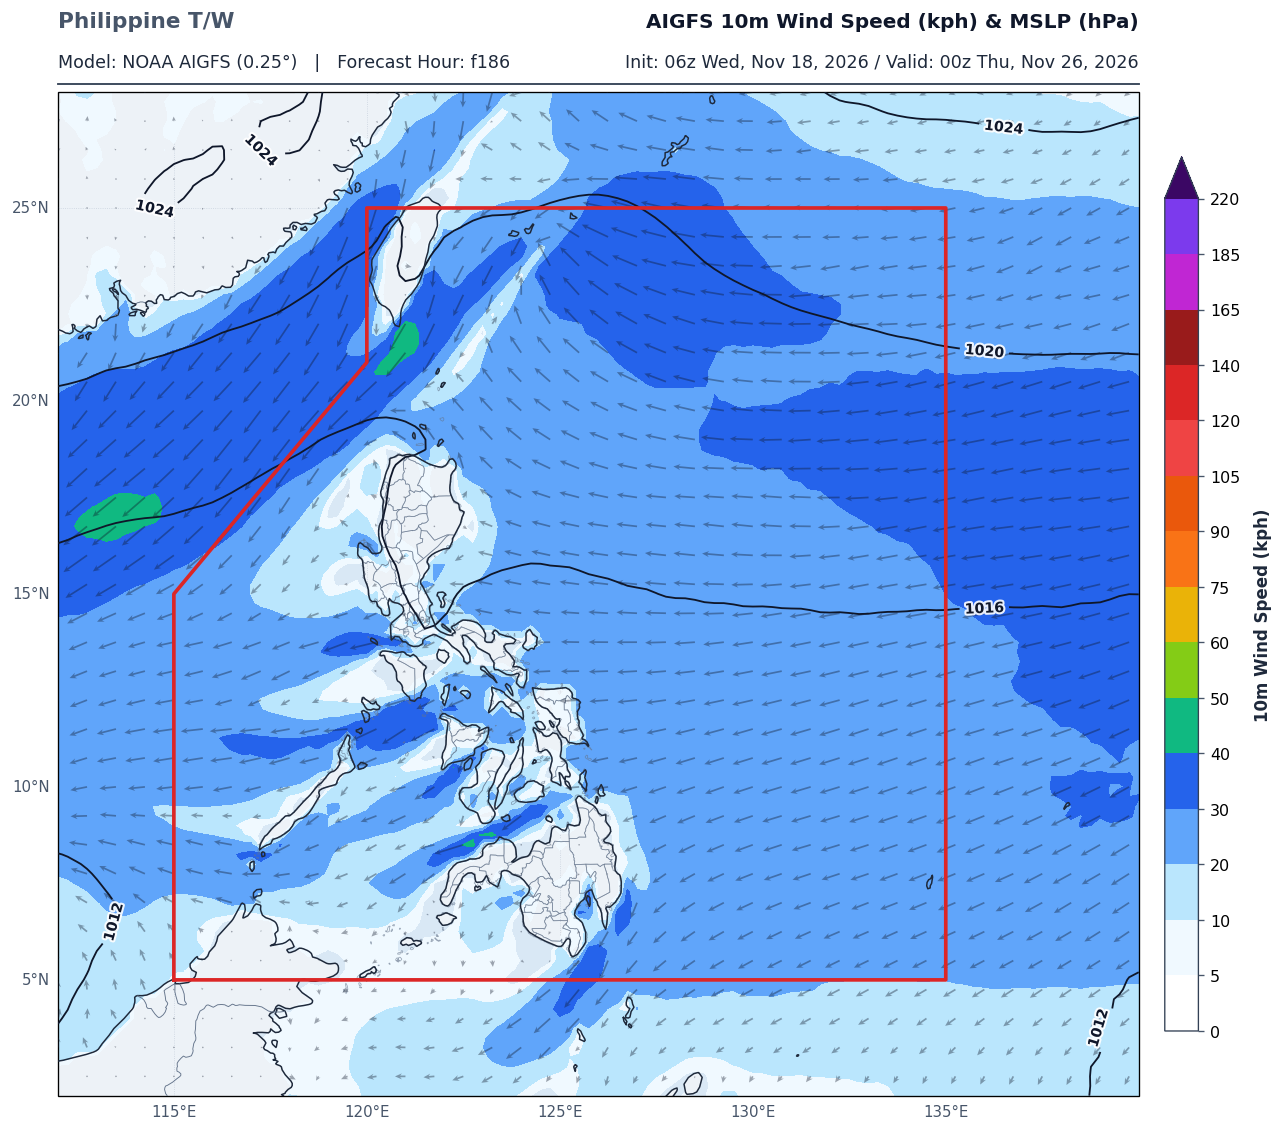 Philippine T/W
AIGFS 10m Wind Speed (kph) & MSLP (hPa)
Model: NOAA AIGFS (0.25°) | Forecast Hour: f186
Init: 06z Wed, Nov 18, 2026 / Valid: 00z Thu, Nov 26, 2026
1024
1024
1024
1020
1016
1012
1012
25°N
20°N
15°N
10°N
5°N
115°E
120°E
125°E
130°E
135°E
220
185
165
140
120
105
90
75
60
50
40
30
20
10
5
0
10m Wind Speed (kph)